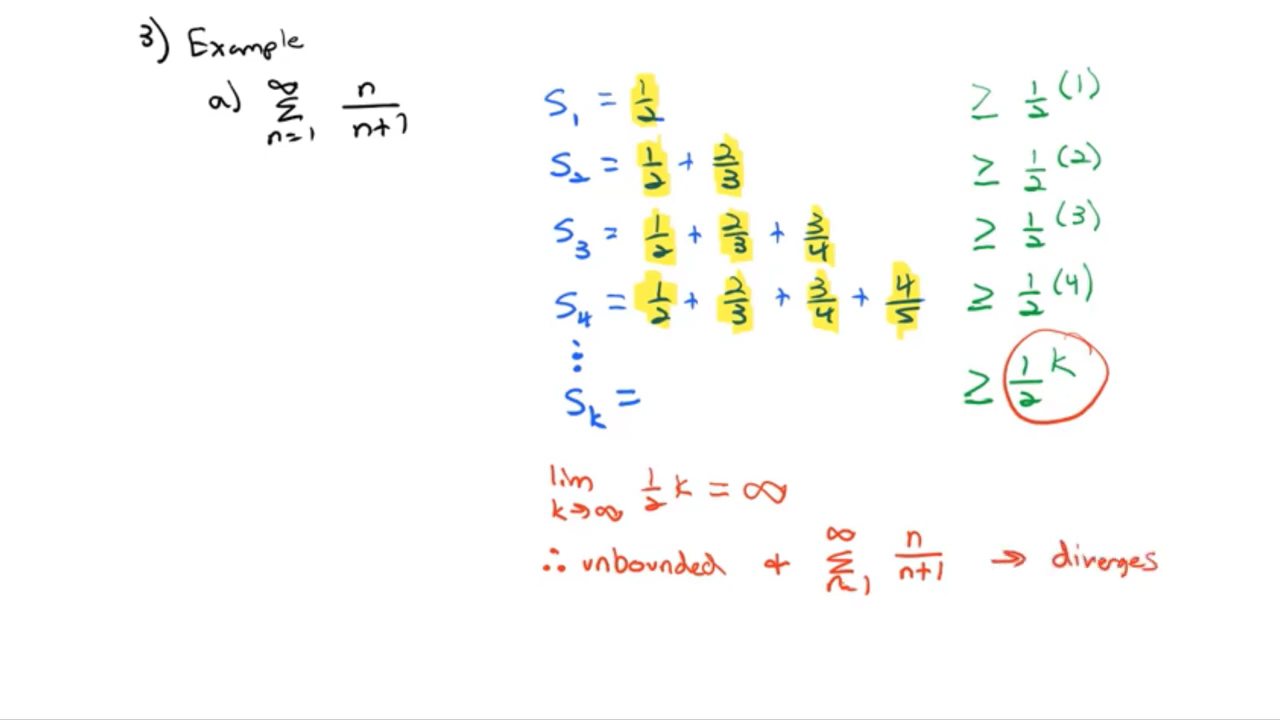 3) Example
a) ∑_{n=1}^{∞} n/(n+1)
S₁ = 1/2 ≥ 1/2 (1)
S₂ = 1/2 + 2/3 ≥ 1/2 (2)
S₃ = 1/2 + 2/3 + 3/4 ≥ 1/2 (3)
S₄ = 1/2 + 2/3 + 3/4 + 4/5 ≥ 1/2 (4)
⋮
Sₖ = ≥ 1/2 k
lim_{k→∞} 1/2 k = ∞
∴ unbounded + ∑_{n=1}^{∞} n/(n+1) → diverges